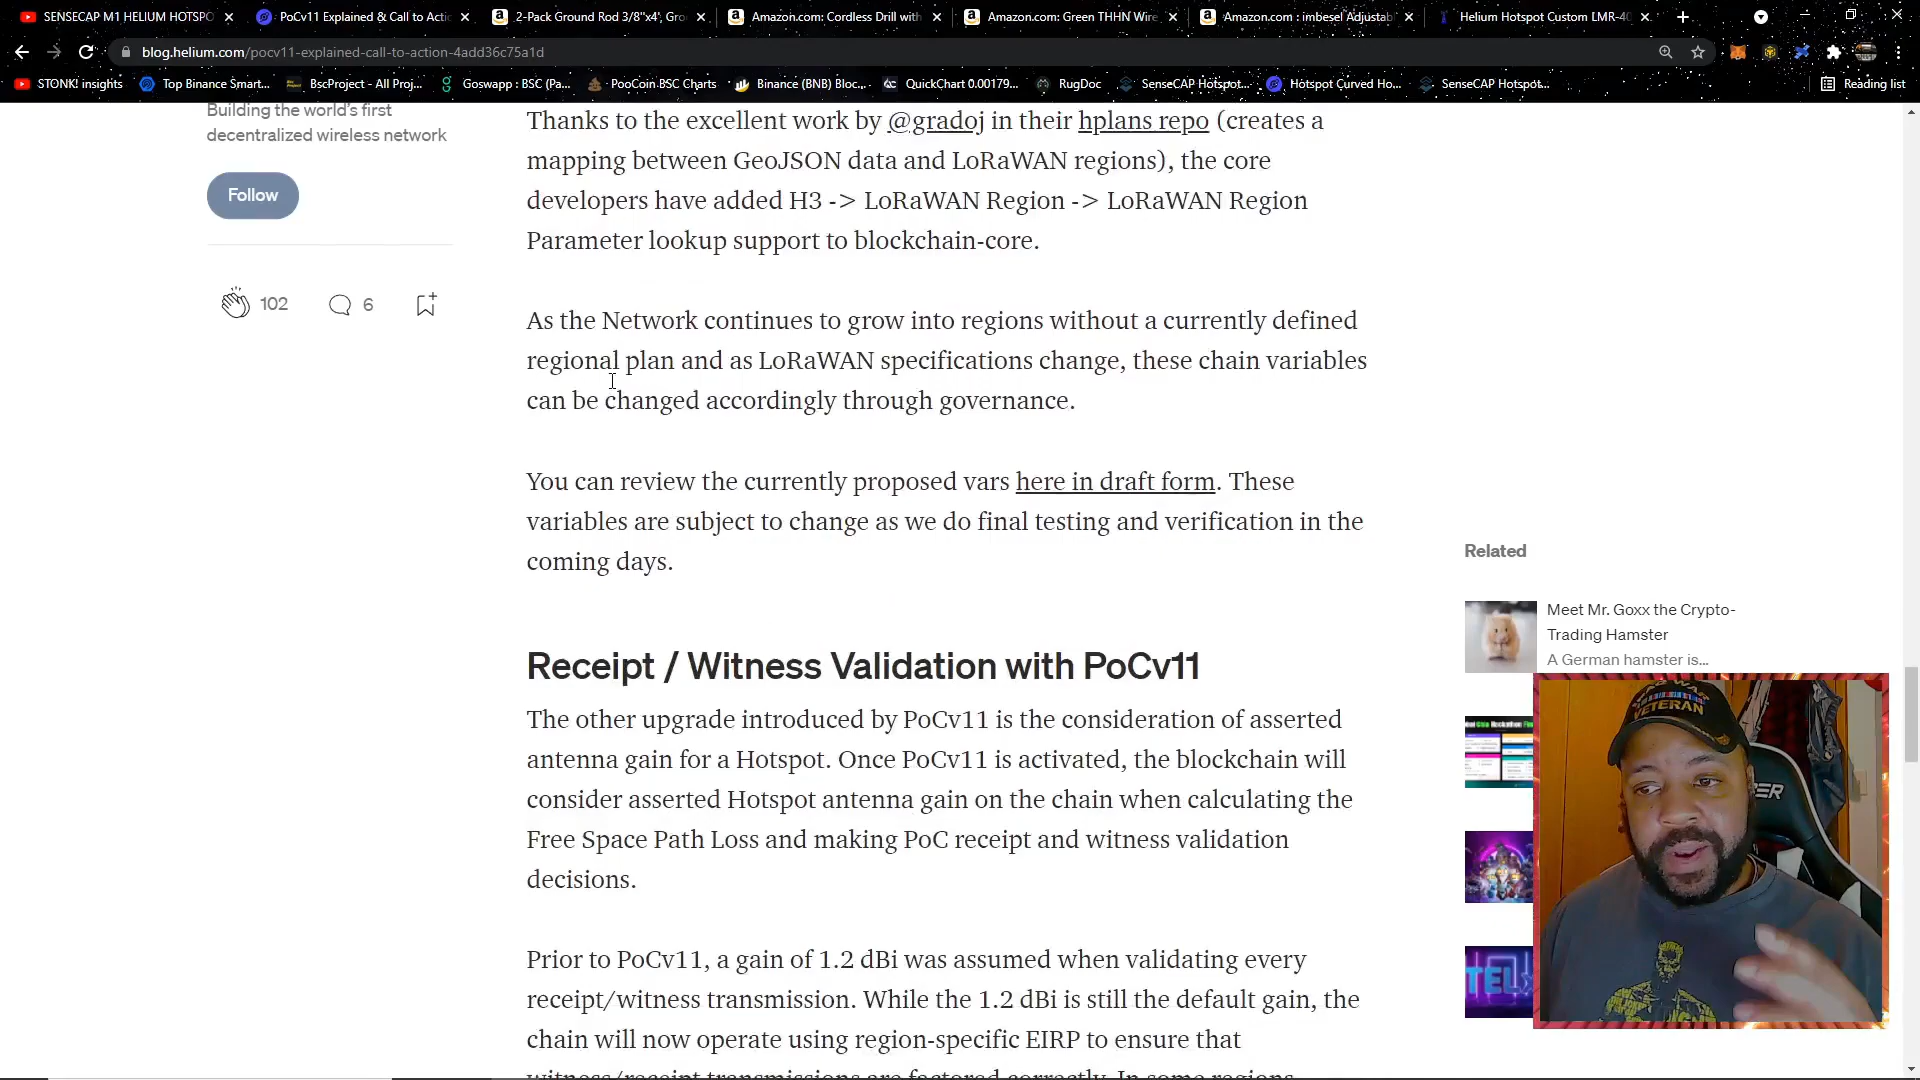 SENSECAP M1 HELIUM HOTSPO
PoCv11 Explained & Call to Actio
2-Pack Ground Rod 3/8"x4', Gro
Amazon.com: Cordless Drill with
Amazon.com: Green THHN Wire
Amazon.com : imbesel Adjustab
Helium Hotspot Custom LMR-40
blog.helium.com/pocv11-explained-call-to-action-4add36c75a1d
STONK! insights
Top Binance Smart...
BscProject - All Proj...
Goswapp : BSC (Pa...
PooCoin BSC Charts
Binance (BNB) Bloc...
QuickChart 0.00179...
RugDoc
SenseCAP Hotspot...
Hotspot Curved Ho...
SenseCAP Hotspot...
Reading list
Building the world's first
decentralized wireless network
Follow
102
6
Thanks to the excellent work by @gradoj in their hplans repo (creates a
mapping between GeoJSON data and LoRaWAN regions), the core
developers have added H3 -> LoRaWAN Region -> LoRaWAN Region
Parameter lookup support to blockchain-core.
As the Network continues to grow into regions without a currently defined
regional plan and as LoRaWAN specifications change, these chain variables
can be changed accordingly through governance.
You can review the currently proposed vars here in draft form. These
variables are subject to change as we do final testing and verification in the
coming days.
Receipt / Witness Validation with PoCv11
The other upgrade introduced by PoCv11 is the consideration of asserted
antenna gain for a Hotspot. Once PoCv11 is activated, the blockchain will
consider asserted Hotspot antenna gain on the chain when calculating the
Free Space Path Loss and making PoC receipt and witness validation
decisions.
Prior to PoCv11, a gain of 1.2 dBi was assumed when validating every
receipt/witness transmission. While the 1.2 dBi is still the default gain, the
chain will now operate using region-specific EIRP to ensure that
witness/receipt transmissions are factored correctly. In some regions
Related
Meet Mr. Goxx the Crypto-
Trading Hamster
A German hamster is...
VETERAN